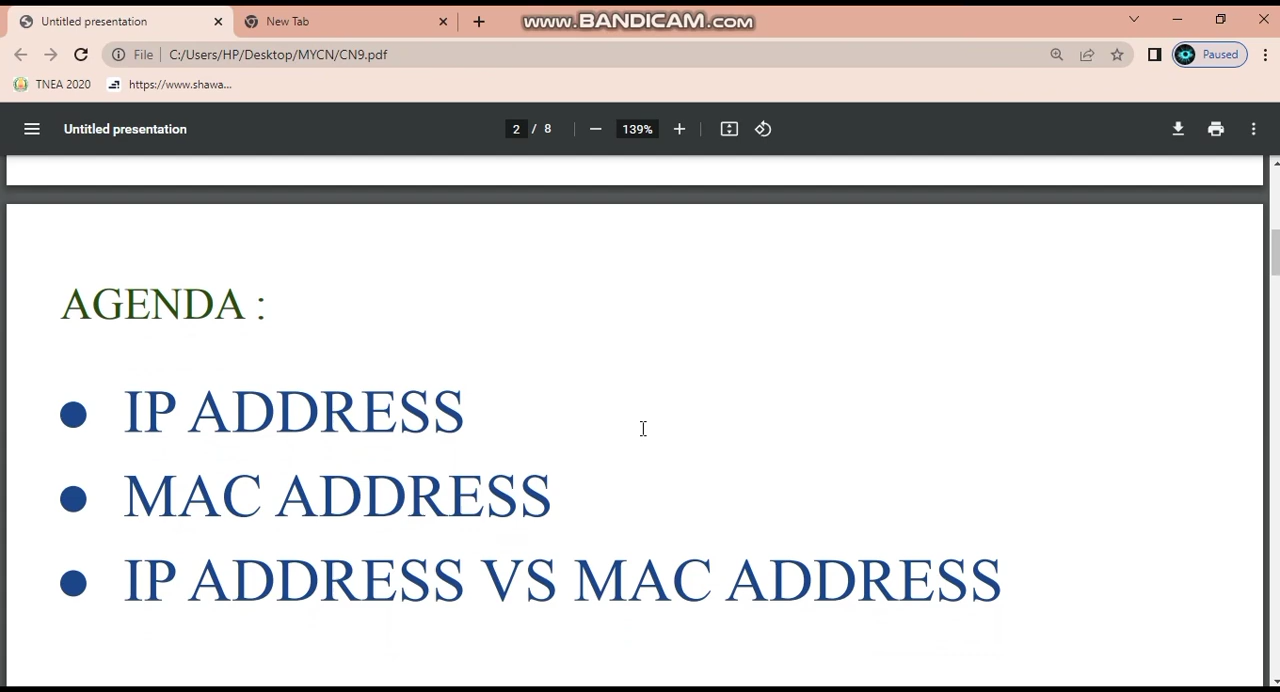 Untitled presentation
New Tab
www.BANDICAM.com
File
C:/Users/HP/Desktop/MYCN/CN9.pdf
Paused
TNEA 2020
https://www.shawa...
Untitled presentation
2 / 8
139%
AGENDA :
● IP ADDRESS
● MAC ADDRESS
● IP ADDRESS VS MAC ADDRESS